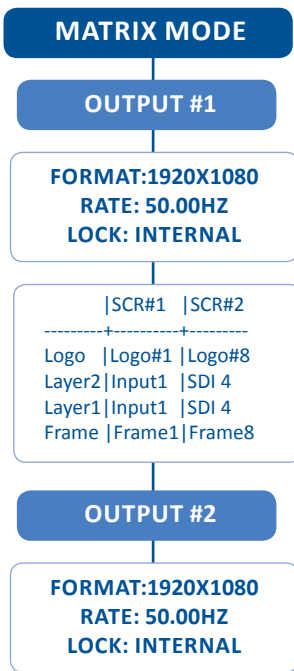 MATRIX MODE
OUTPUT #1
FORMAT:1920X1080
RATE: 50.00HZ
LOCK: INTERNAL
|SCR#1 |SCR#2
---------+----------+---------
Logo |Logo#1 |Logo#8
Layer2|Input1 |SDI 4
Layer1|Input1 |SDI 4
Frame |Frame1|Frame8
OUTPUT #2
FORMAT:1920X1080
RATE: 50.00HZ
LOCK: INTERNAL